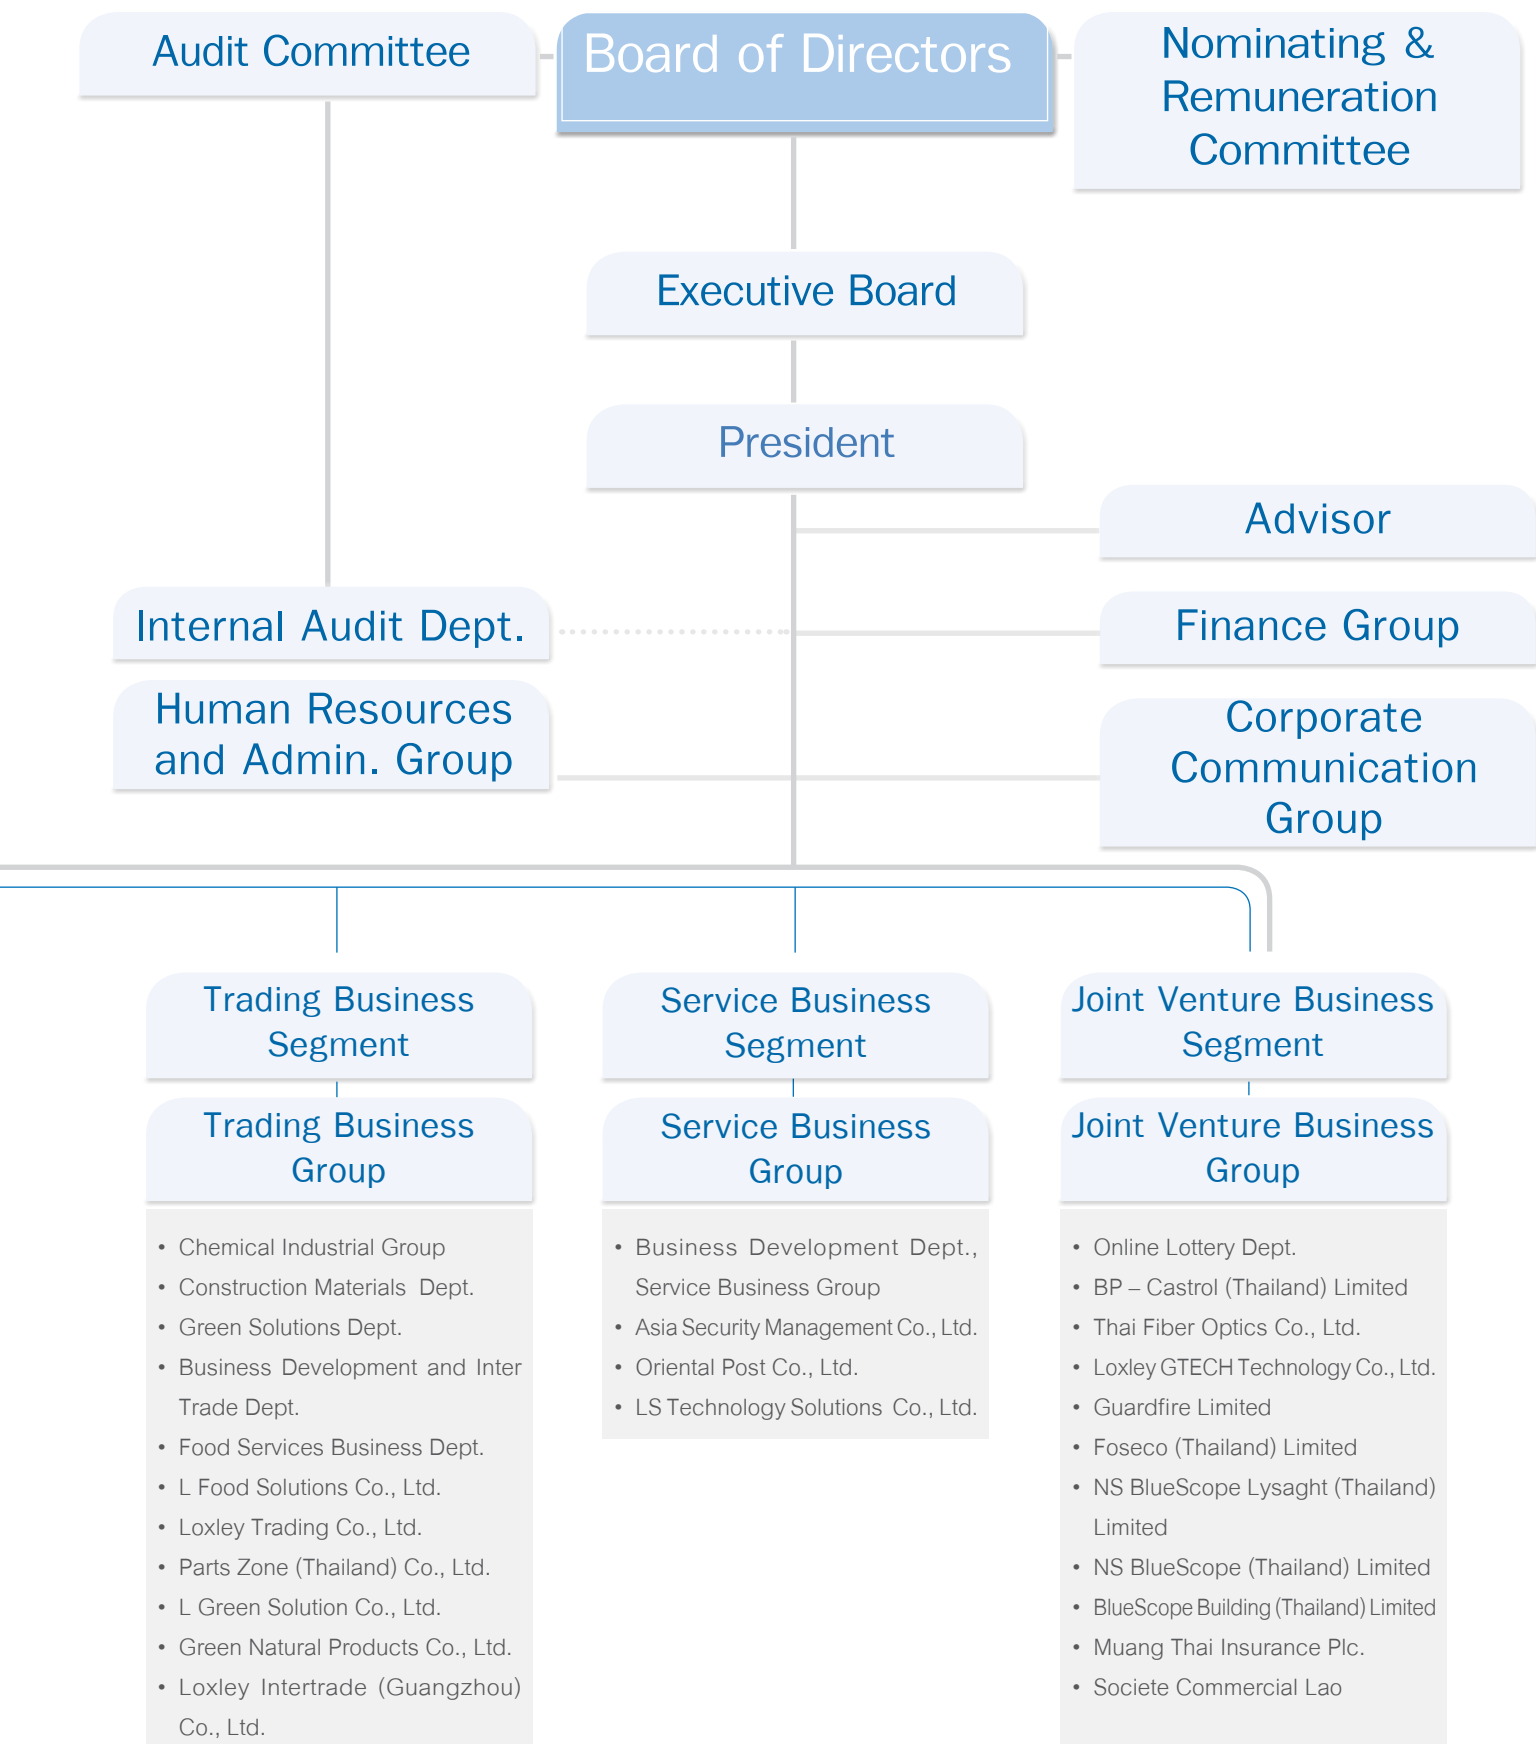 Audit Committee
Board of Directors
Nominating &
Remuneration
Committee
Executive Board
President
Advisor
Internal Audit Dept.
Finance Group
Human Resources
and Admin. Group
Corporate
Communication
Group
Trading Business
Segment
Trading Business
Group
• Chemical Industrial Group
• Construction Materials Dept.
• Green Solutions Dept.
• Business Development and Inter
Trade Dept.
• Food Services Business Dept.
• L Food Solutions Co., Ltd.
• Loxley Trading Co., Ltd.
• Parts Zone (Thailand) Co., Ltd.
• L Green Solution Co., Ltd.
• Green Natural Products Co., Ltd.
• Loxley Intertrade (Guangzhou)
Co., Ltd.
Service Business
Segment
Service Business
Group
• Business Development Dept.,
Service Business Group
• Asia Security Management Co., Ltd.
• Oriental Post Co., Ltd.
• LS Technology Solutions Co., Ltd.
Joint Venture Business
Segment
Joint Venture Business
Group
• Online Lottery Dept.
• BP – Castrol (Thailand) Limited
• Thai Fiber Optics Co., Ltd.
• Loxley GTECH Technology Co., Ltd.
• Guardfire Limited
• Foseco (Thailand) Limited
• NS BlueScope Lysaght (Thailand)
Limited
• NS BlueScope (Thailand) Limited
• BlueScope Building (Thailand) Limited
• Muang Thai Insurance Plc.
• Societe Commercial Lao